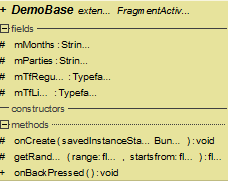 + DemoBase exten... FragmentActiv...
fields
# mMonths : Strin...
# mParties : Strin...
# mTfRegu... : Typefa...
# mTfLi... : Typefa...
constructors
methods
# onCreate ( savedInstanceSta... Bun... ) : void
# getRand... ( range: fl... , startsfrom: fl... ) : fl...
+ onBackPressed ( ) : void